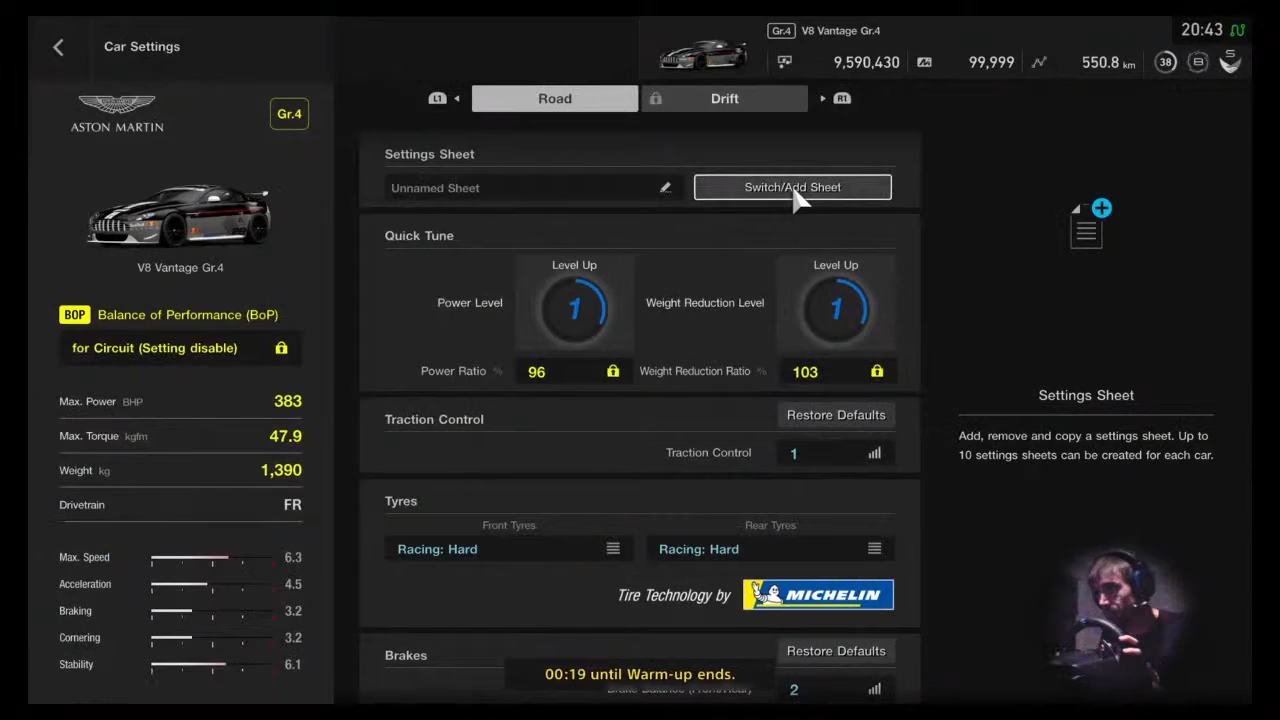 Car Settings
Gr.4 V8 Vantage Gr.4
20:43
9,590,430 99,999 550.8 km 38 B S
ASTON MARTIN
Gr.4
V8 Vantage Gr.4
BOP Balance of Performance (BoP)
for Circuit (Setting disable)
Max. Power BHP 383
Max. Torque kgfm 47.9
Weight kg 1,390
Drivetrain FR
Max. Speed 6.3
Acceleration 4.5
Braking 3.2
Cornering 3.2
Stability 6.1
L1 Road Drift R1
Settings Sheet
Unnamed Sheet Switch/Add Sheet
Quick Tune
Level Up Level Up
Power Level 1 Weight Reduction Level 1
Power Ratio % 96 Weight Reduction Ratio % 103
Traction Control Restore Defaults
Traction Control 1
Tyres
Front Tyres Rear Tyres
Racing: Hard Racing: Hard
Tire Technology by MICHELIN
Brakes Restore Defaults
00:19 until Warm-up ends.
2
Settings Sheet
Add, remove and copy a settings sheet. Up to
10 settings sheets can be created for each car.